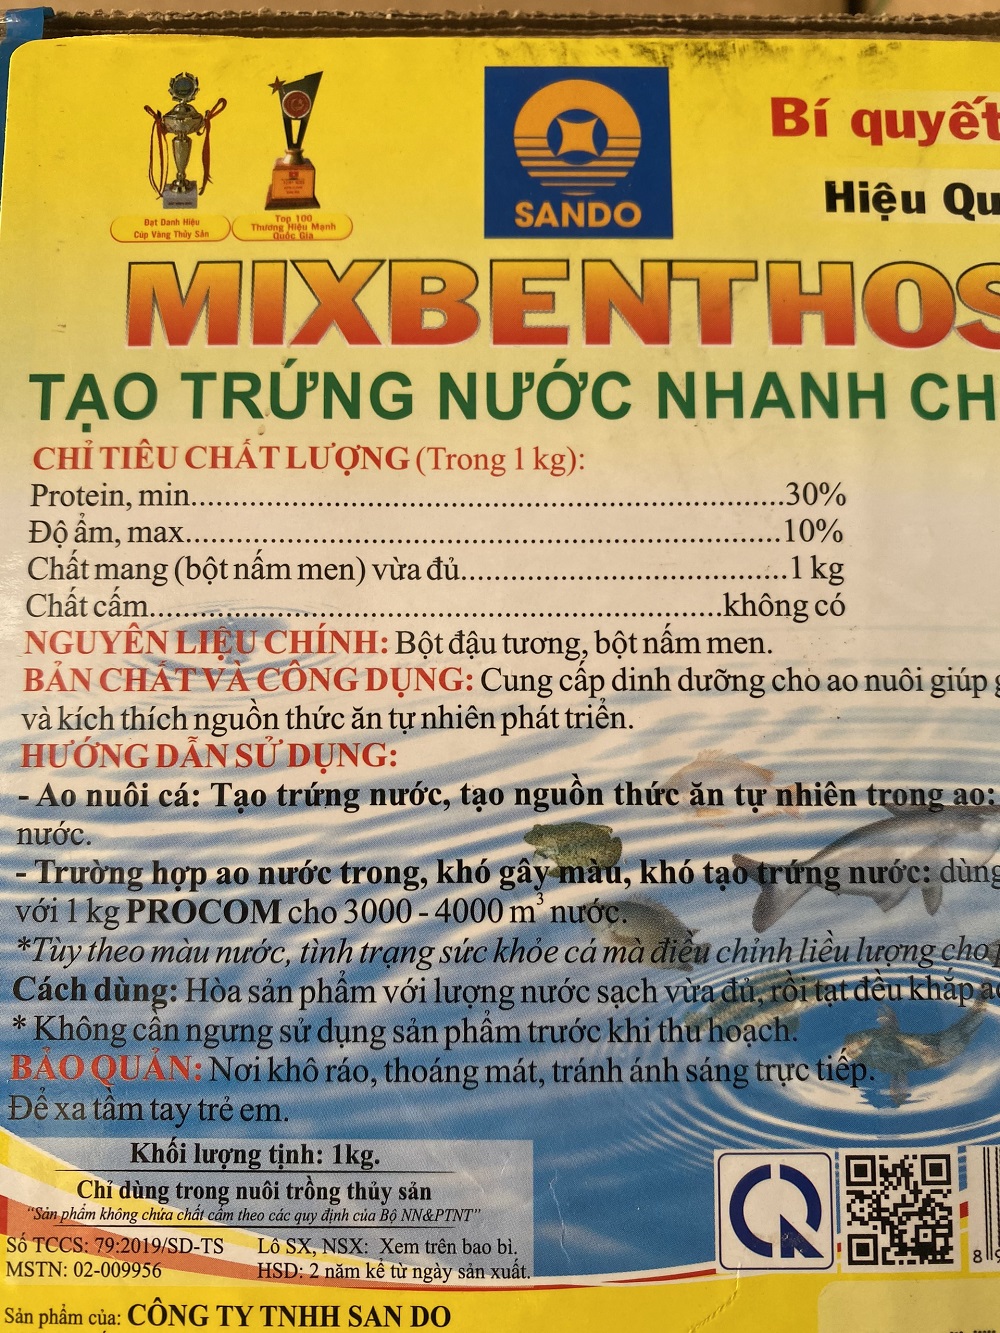 Đạt Danh Hiệu
Cúp Vàng Thủy Sản
Top 100
Thương Hiệu Mạnh
Quốc Gia
SANDO
Bí quyết
Hiệu Qu
MIXBENTHOS
TẠO TRỨNG NƯỚC NHANH CH
CHỈ TIÊU CHẤT LƯỢNG (Trong 1 kg):
Protein, min............30%
Độ ẩm, max............10%
Chất mang (bột nấm men) vừa đủ............1 kg
Chất cấm............không có
NGUYÊN LIỆU CHÍNH: Bột đậu tương, bột nấm men.
BẢN CHẤT VÀ CÔNG DỤNG: Cung cấp dinh dưỡng cho ao nuôi giúp g
và kích thích nguồn thức ăn tự nhiên phát triển.
HƯỚNG DẪN SỬ DỤNG:
- Ao nuôi cá: Tạo trứng nước, tạo nguồn thức ăn tự nhiên trong ao:
nước.
- Trường hợp ao nước trong, khó gây màu, khó tạo trứng nước: dùng
với 1 kg PROCOM cho 3000 - 4000 m³ nước.
*Tùy theo màu nước, tình trạng sức khỏe cá mà điều chỉnh liều lượng cho p
Cách dùng: Hòa sản phẩm với lượng nước sạch vừa đủ, rồi tạt đều khắp ao
* Không cần ngưng sử dụng sản phẩm trước khi thu hoạch.
BẢO QUẢN: Nơi khô ráo, thoáng mát, tránh ánh sáng trực tiếp.
Để xa tầm tay trẻ em.
Khối lượng tịnh: 1kg.
Chỉ dùng trong nuôi trồng thủy sản
"Sản phẩm không chứa chất cấm theo các quy định của Bộ NN&PTNT"
Số TCCS: 79:2019/SD-TS
Lô SX, NSX: Xem trên bao bì.
MSTN: 02-009956
HSD: 2 năm kể từ ngày sản xuất.
8
Sản phẩm của: CÔNG TY TNHH SAN DO